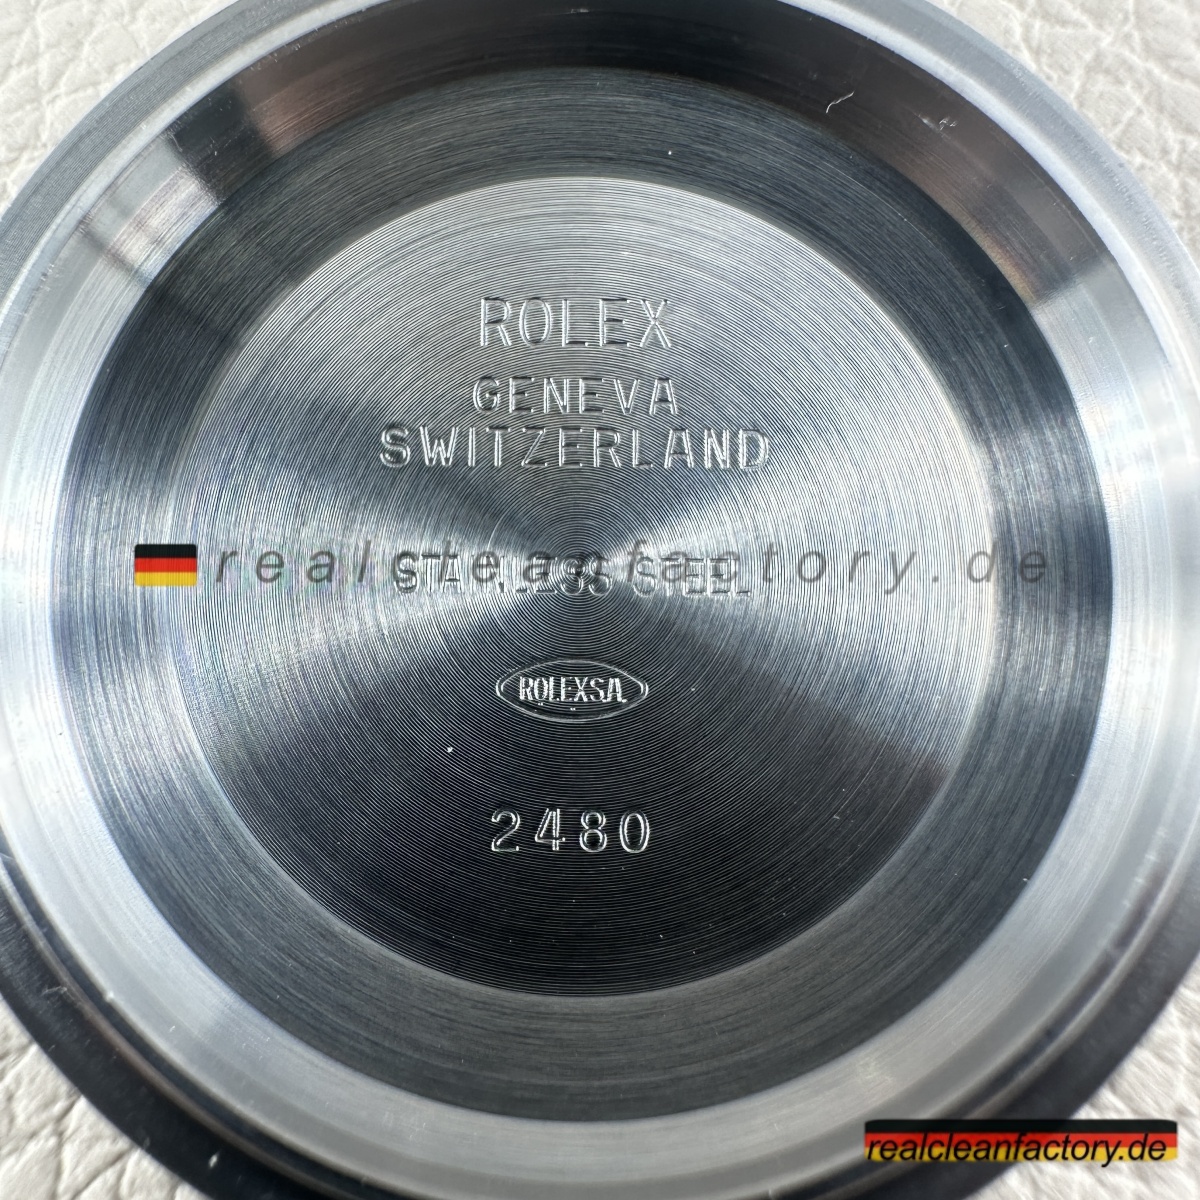 ROLEX
GENEVA
SWITZERLAND
STAINLESS STEEL
realcleanfactory.de
ROLEXSA
2480
realcleanfactory.de